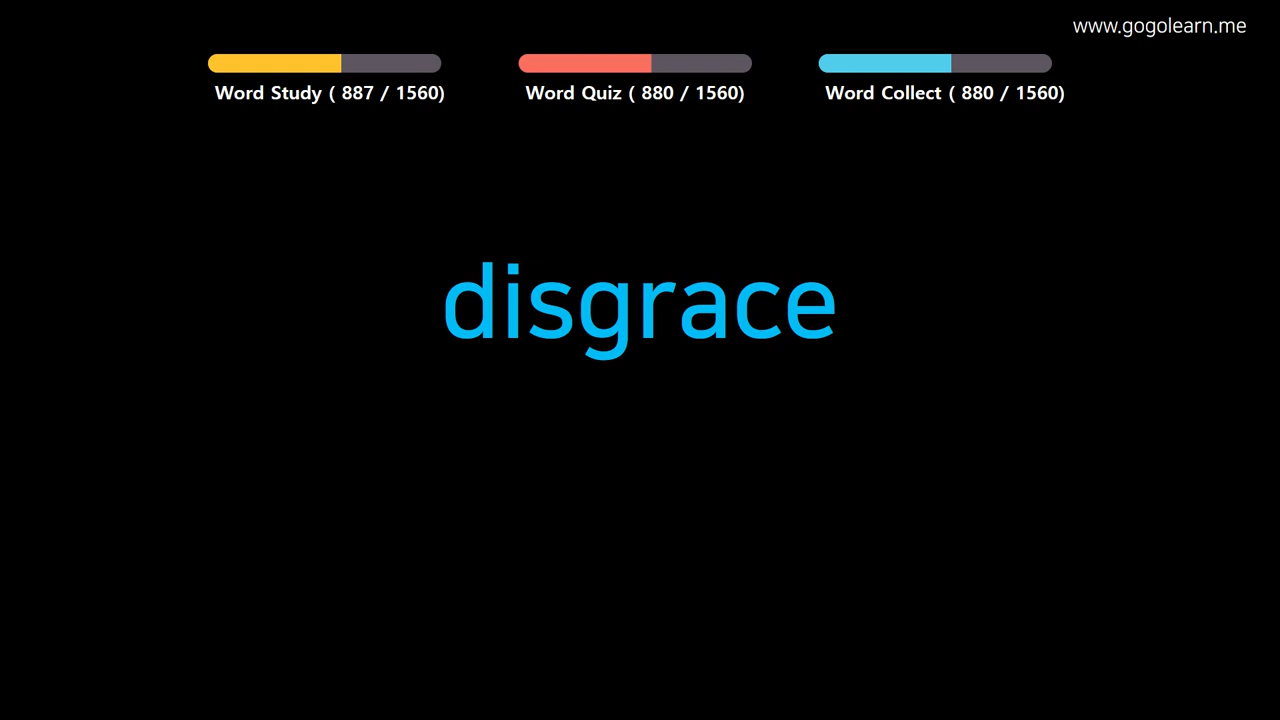 www.gogolearn.me
Word Study ( 887 / 1560)
Word Quiz ( 880 / 1560)
Word Collect ( 880 / 1560)
disgrace